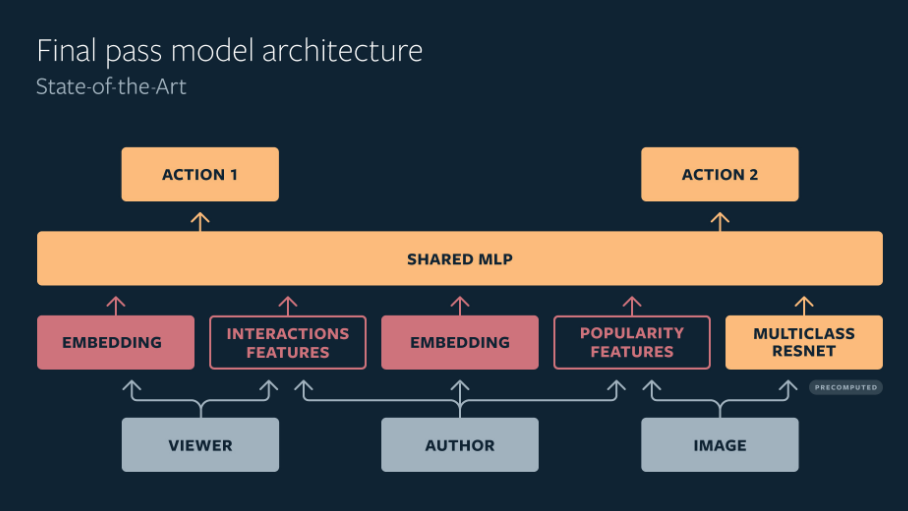 Final pass model architecture
State-of-the-Art
ACTION 1
ACTION 2
SHARED MLP
EMBEDDING
INTERACTIONS
FEATURES
EMBEDDING
POPULARITY
FEATURES
MULTICLASS
RESNET
PRECOMPUTED
VIEWER
AUTHOR
IMAGE